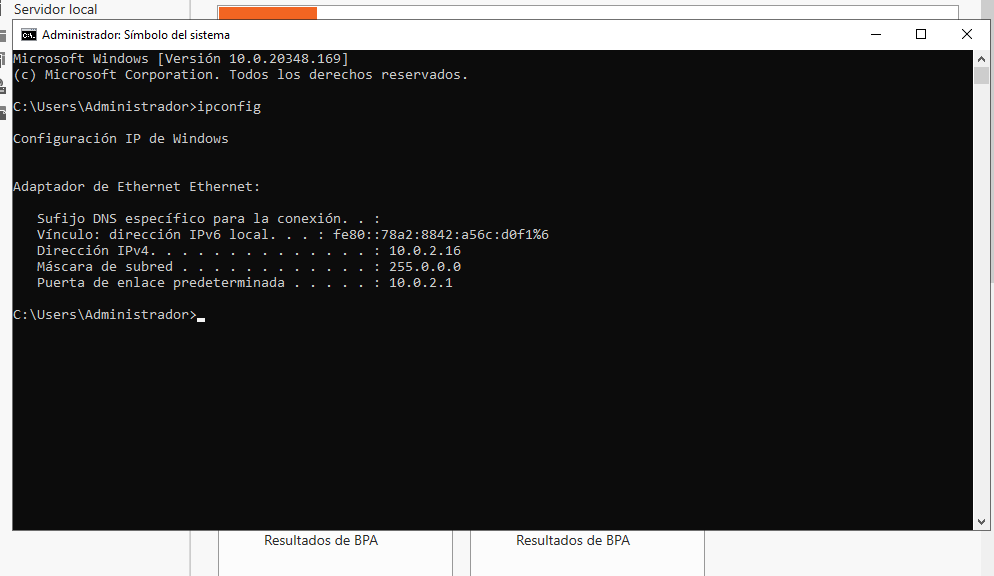 Servidor local
Administrador: Símbolo del sistema
Microsoft Windows [Versión 10.0.20348.169]
(c) Microsoft Corporation. Todos los derechos reservados.
C:\Users\Administrador>ipconfig
Configuración IP de Windows
Adaptador de Ethernet Ethernet:
Sufijo DNS específico para la conexión. . :
Vínculo: dirección IPv6 local. . . : fe80::78a2:8842:a56c:d0f1%6
Dirección IPv4. . . . . . . . . . . . . . : 10.0.2.16
Máscara de subred . . . . . . . . . . . . : 255.0.0.0
Puerta de enlace predeterminada . . . . . : 10.0.2.1
C:\Users\Administrador>
Resultados de BPA
Resultados de BPA